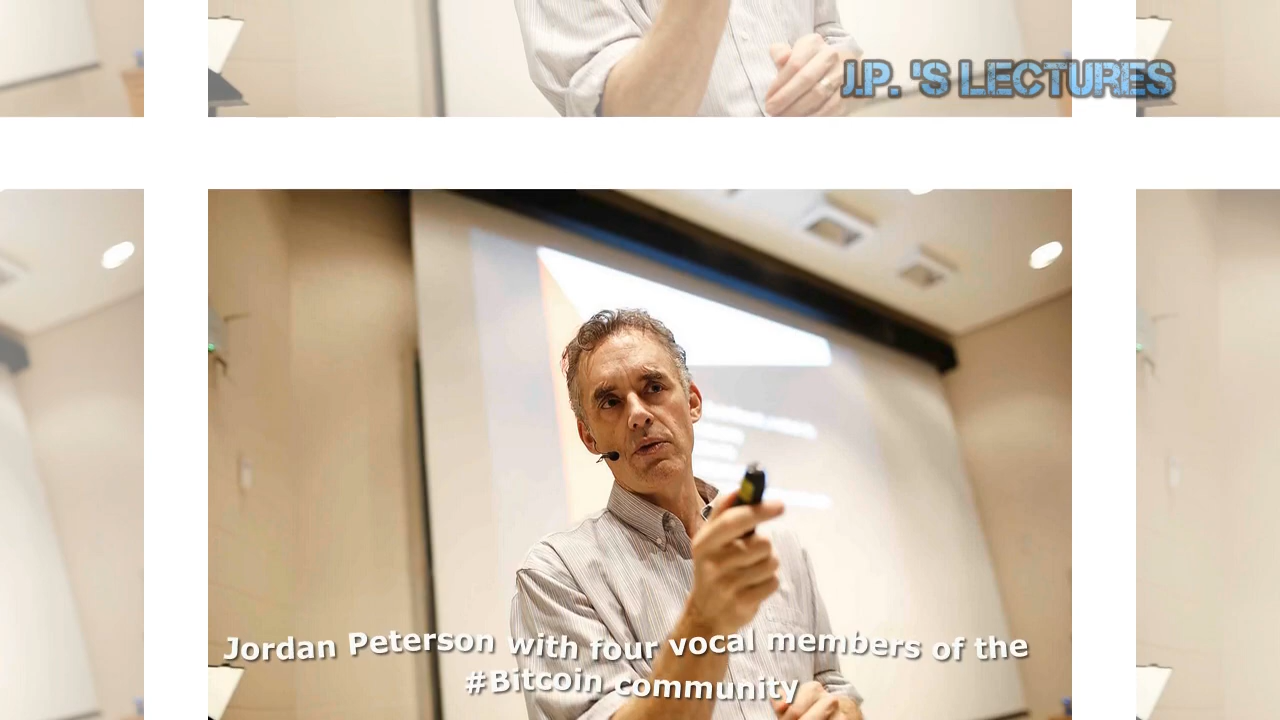 J.P. 'S LECTURES
Jordan Peterson with four vocal members of the
#Bitcoin community